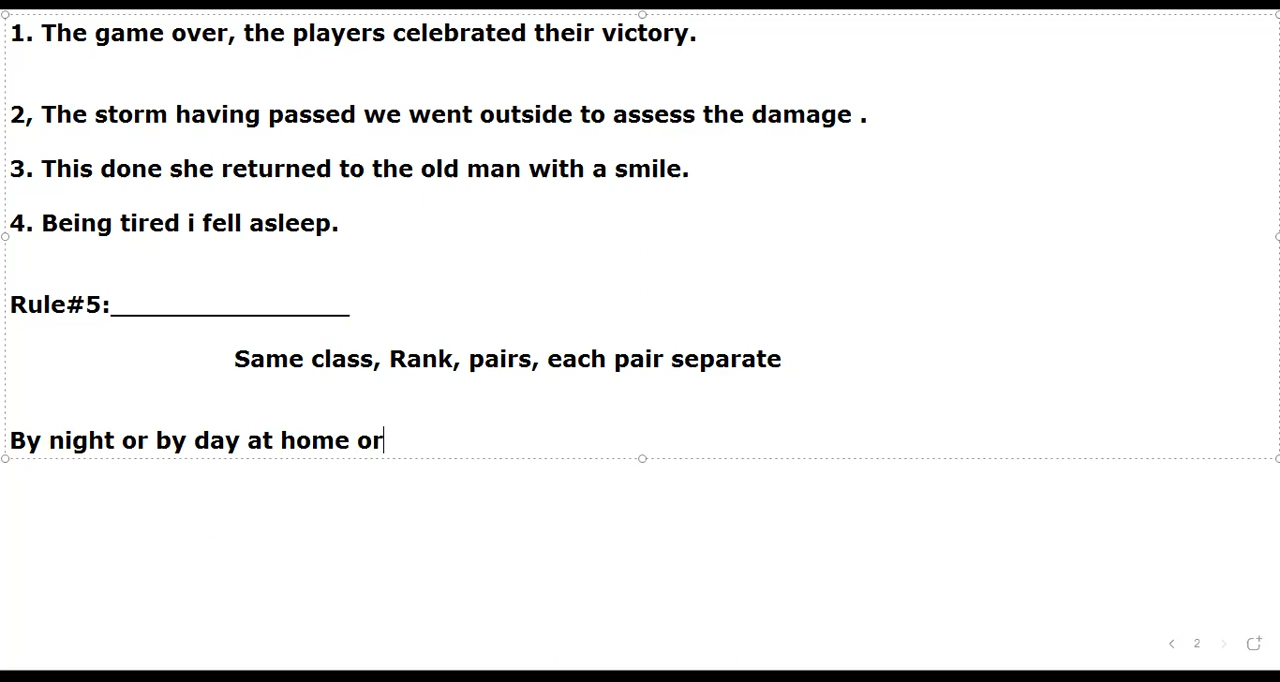 1. The game over, the players celebrated their victory.
2, The storm having passed we went outside to assess the damage .
3. This done she returned to the old man with a smile.
4. Being tired i fell asleep.
Rule#5:_________________
Same class, Rank, pairs, each pair separate
By night or by day at home or
2